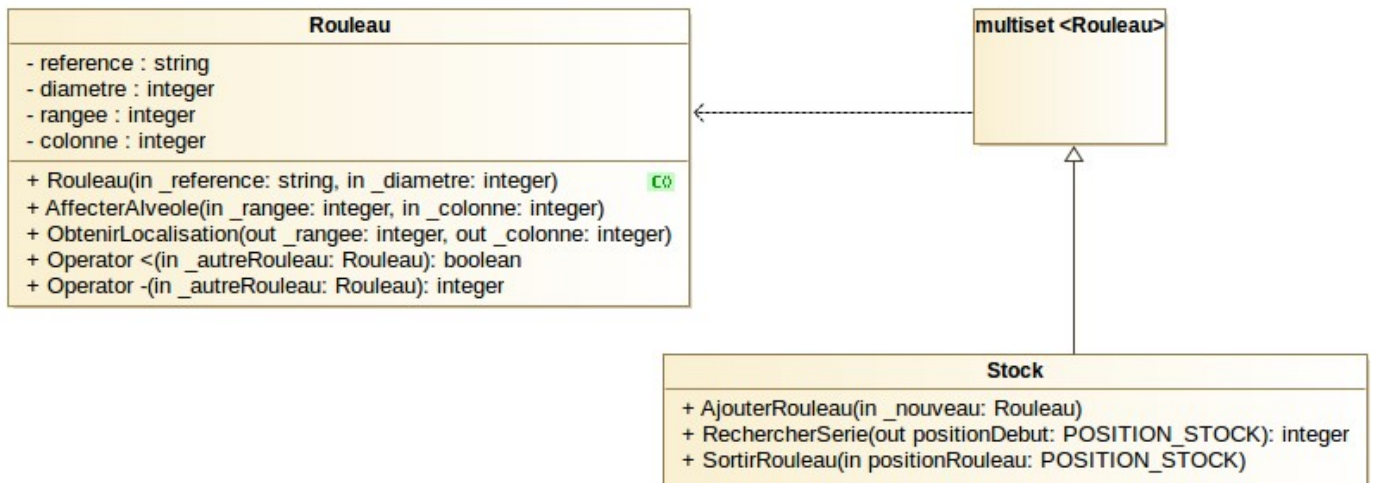 Rouleau
- reference : string
- diametre : integer
- rangee : integer
- colonne : integer
+ Rouleau(in _reference: string, in _diametre: integer)
C()
+ AffecterAlveole(in _rangee: integer, in _colonne: integer)
+ ObtenirLocalisation(out _rangee: integer, out _colonne: integer)
+ Operator <(in _autreRouleau: Rouleau): boolean
+ Operator -(in _autreRouleau: Rouleau): integer
multiset <Rouleau>
Stock
+ AjouterRouleau(in _nouveau: Rouleau)
+ RechercherSerie(out positionDebut: POSITION_STOCK): integer
+ SortirRouleau(in positionRouleau: POSITION_STOCK)